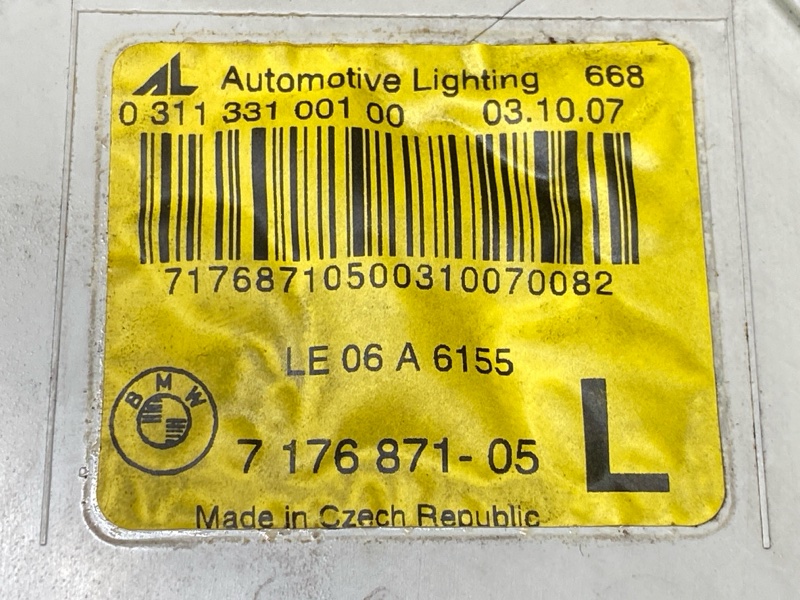 AL Automotive Lighting 668
0 311 331 001 00 03.10.07
71768710500310070082
LE 06 A 6155
BMW
7 176 871- 05
L
Made in Czech Republic